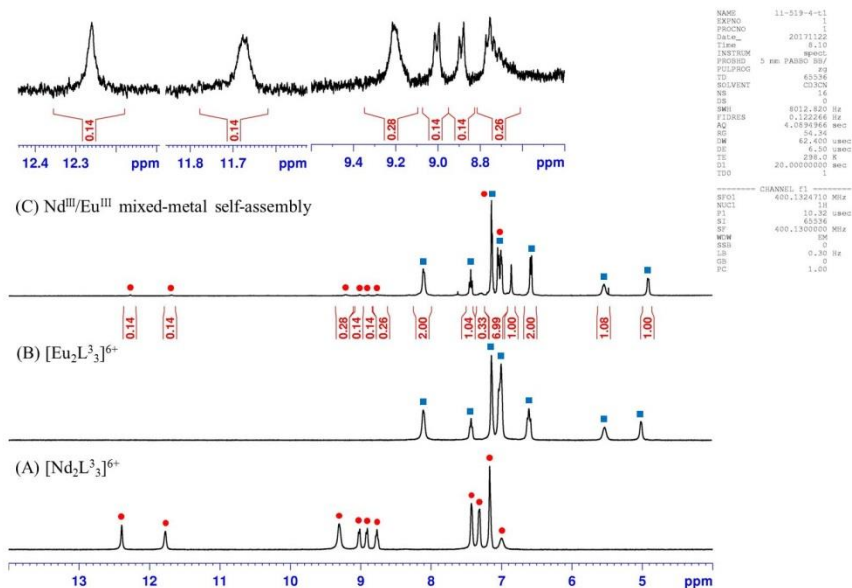 12.4 12.3 ppm
11.8 11.7 ppm
9.4 9.2 9.0 8.8 ppm
0.14
0.14
0.28
0.14
0.14
0.26
(C) Ndᴵᴵᴵ/Euᴵᴵᴵ mixed-metal self-assembly
0.14
0.14
0.28
0.14
0.14
0.26
2.00
1.04
0.33
6.99
1.00
2.00
1.08
1.00
(B) [Eu₂L³₃]⁶⁺
(A) [Nd₂L³₃]⁶⁺
13 12 11 10 9 8 7 6 5 ppm
NAME 11-519-4-t1
EXPNO 1
PROCNO 1
Date_ 20171122
Time 8.10
INSTRUM spect
PROBHD 5 mm PABBO BB/
PULPROG zg
TD 65536
SOLVENT CD3CN
NS 16
DS 0
SWH 8012.820 Hz
FIDRES 0.122266 Hz
AQ 4.0894966 sec
RG 54.34
DW 62.400 usec
DE 6.50 usec
TE 298.0 K
D1 20.00000000 sec
TD0 1
======== CHANNEL f1 ========
SFO1 400.1324710 MHz
NUC1 1H
P1 10.32 usec
SI 65536
SF 400.1300000 MHz
WDW EM
SSB 0
LB 0.30 Hz
GB 0
PC 1.00